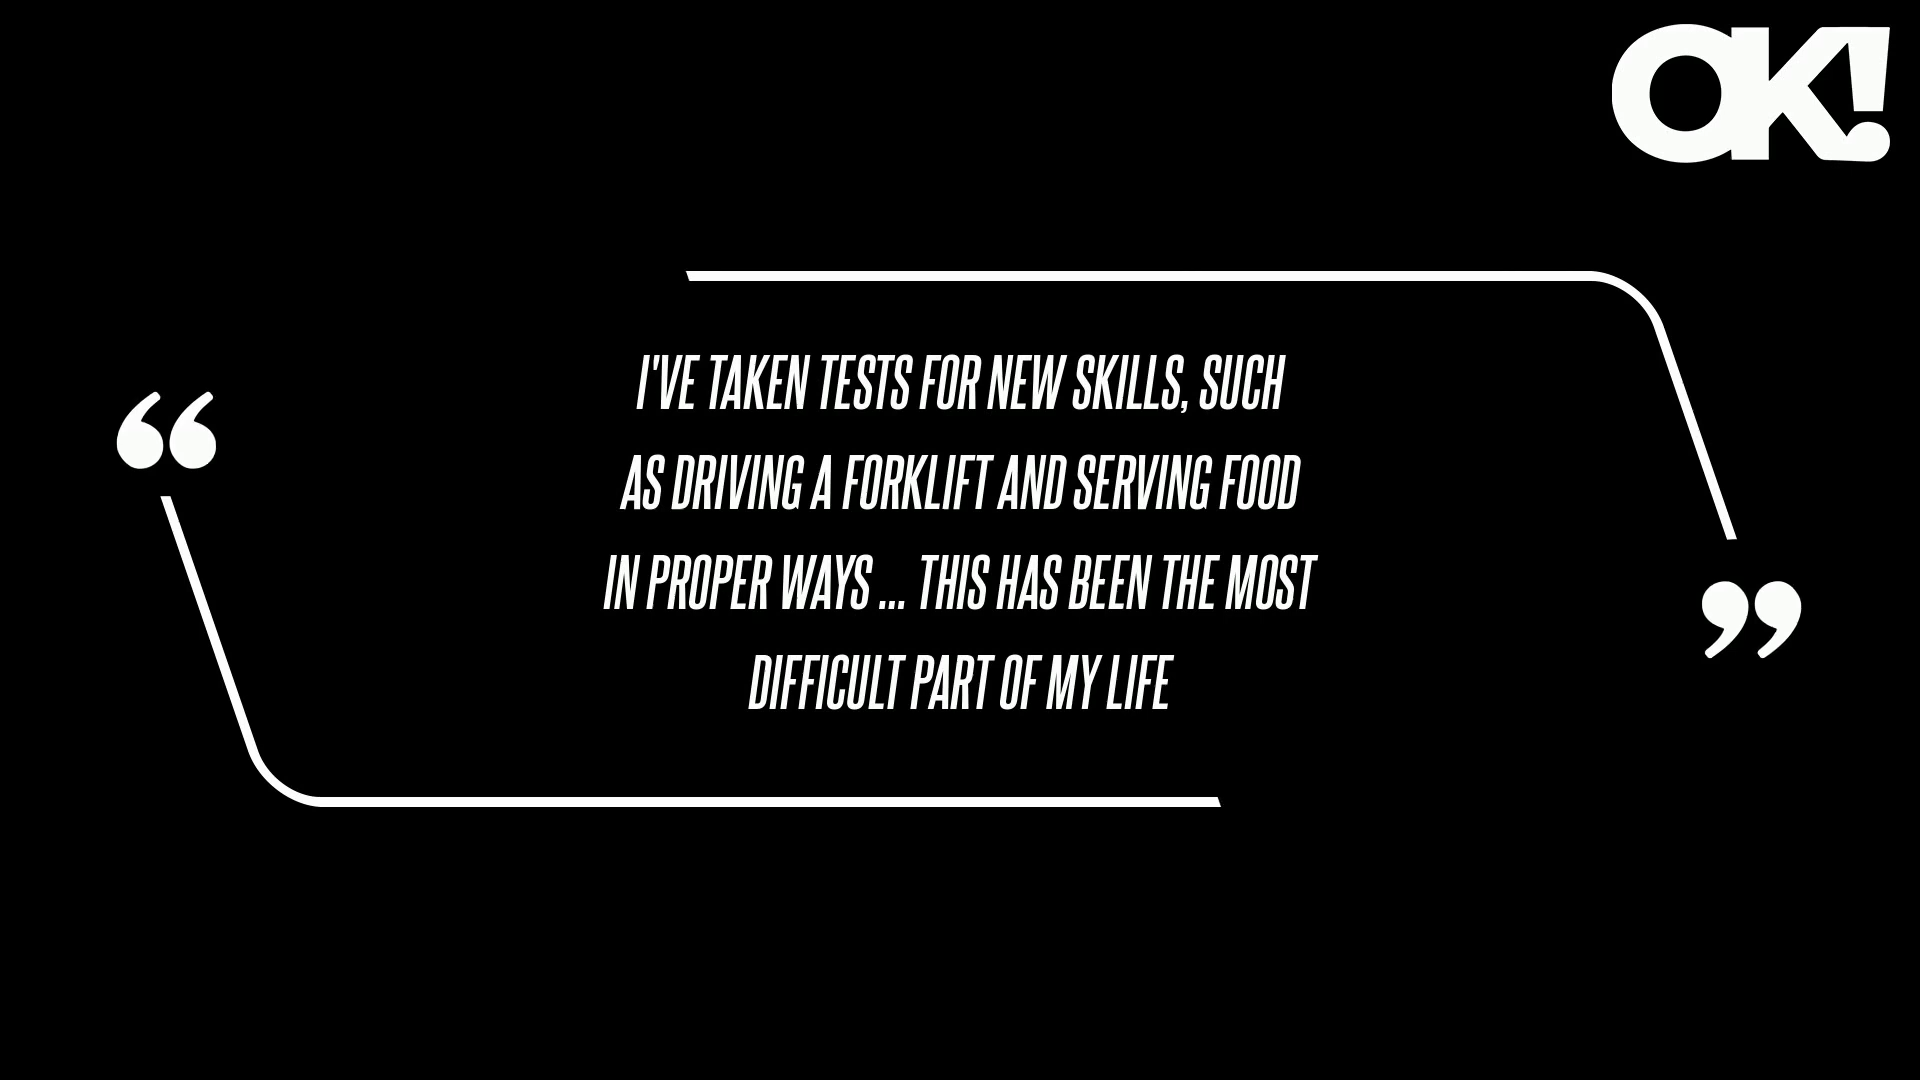 OK!
“
I'VE TAKEN TESTS FOR NEW SKILLS, SUCH
AS DRIVING A FORKLIFT AND SERVING FOOD
IN PROPER WAYS ... THIS HAS BEEN THE MOST
DIFFICULT PART OF MY LIFE
”